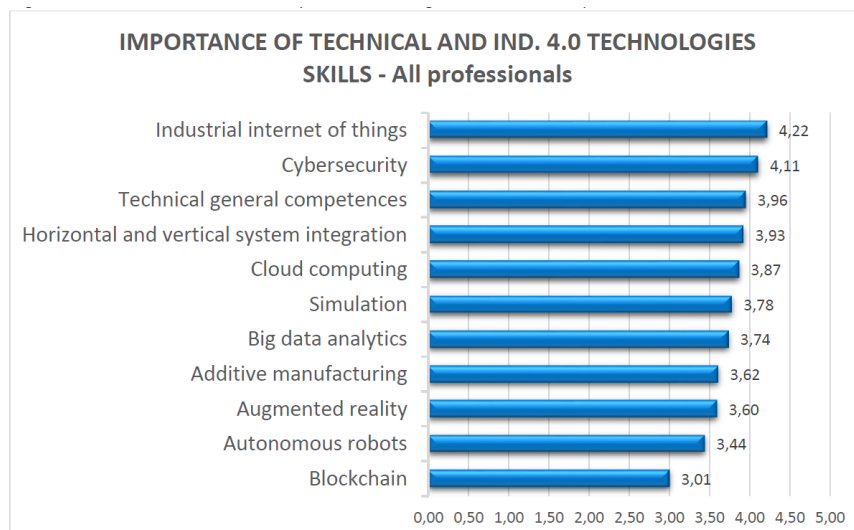 IMPORTANCE OF TECHNICAL AND IND. 4.0 TECHNOLOGIES
SKILLS - All professionals
Industrial internet of things 4,22
Cybersecurity 4,11
Technical general competences 3,96
Horizontal and vertical system integration 3,93
Cloud computing 3,87
Simulation 3,78
Big data analytics 3,74
Additive manufacturing 3,62
Augmented reality 3,60
Autonomous robots 3,44
Blockchain 3,01
0,00 0,50 1,00 1,50 2,00 2,50 3,00 3,50 4,00 4,50 5,00